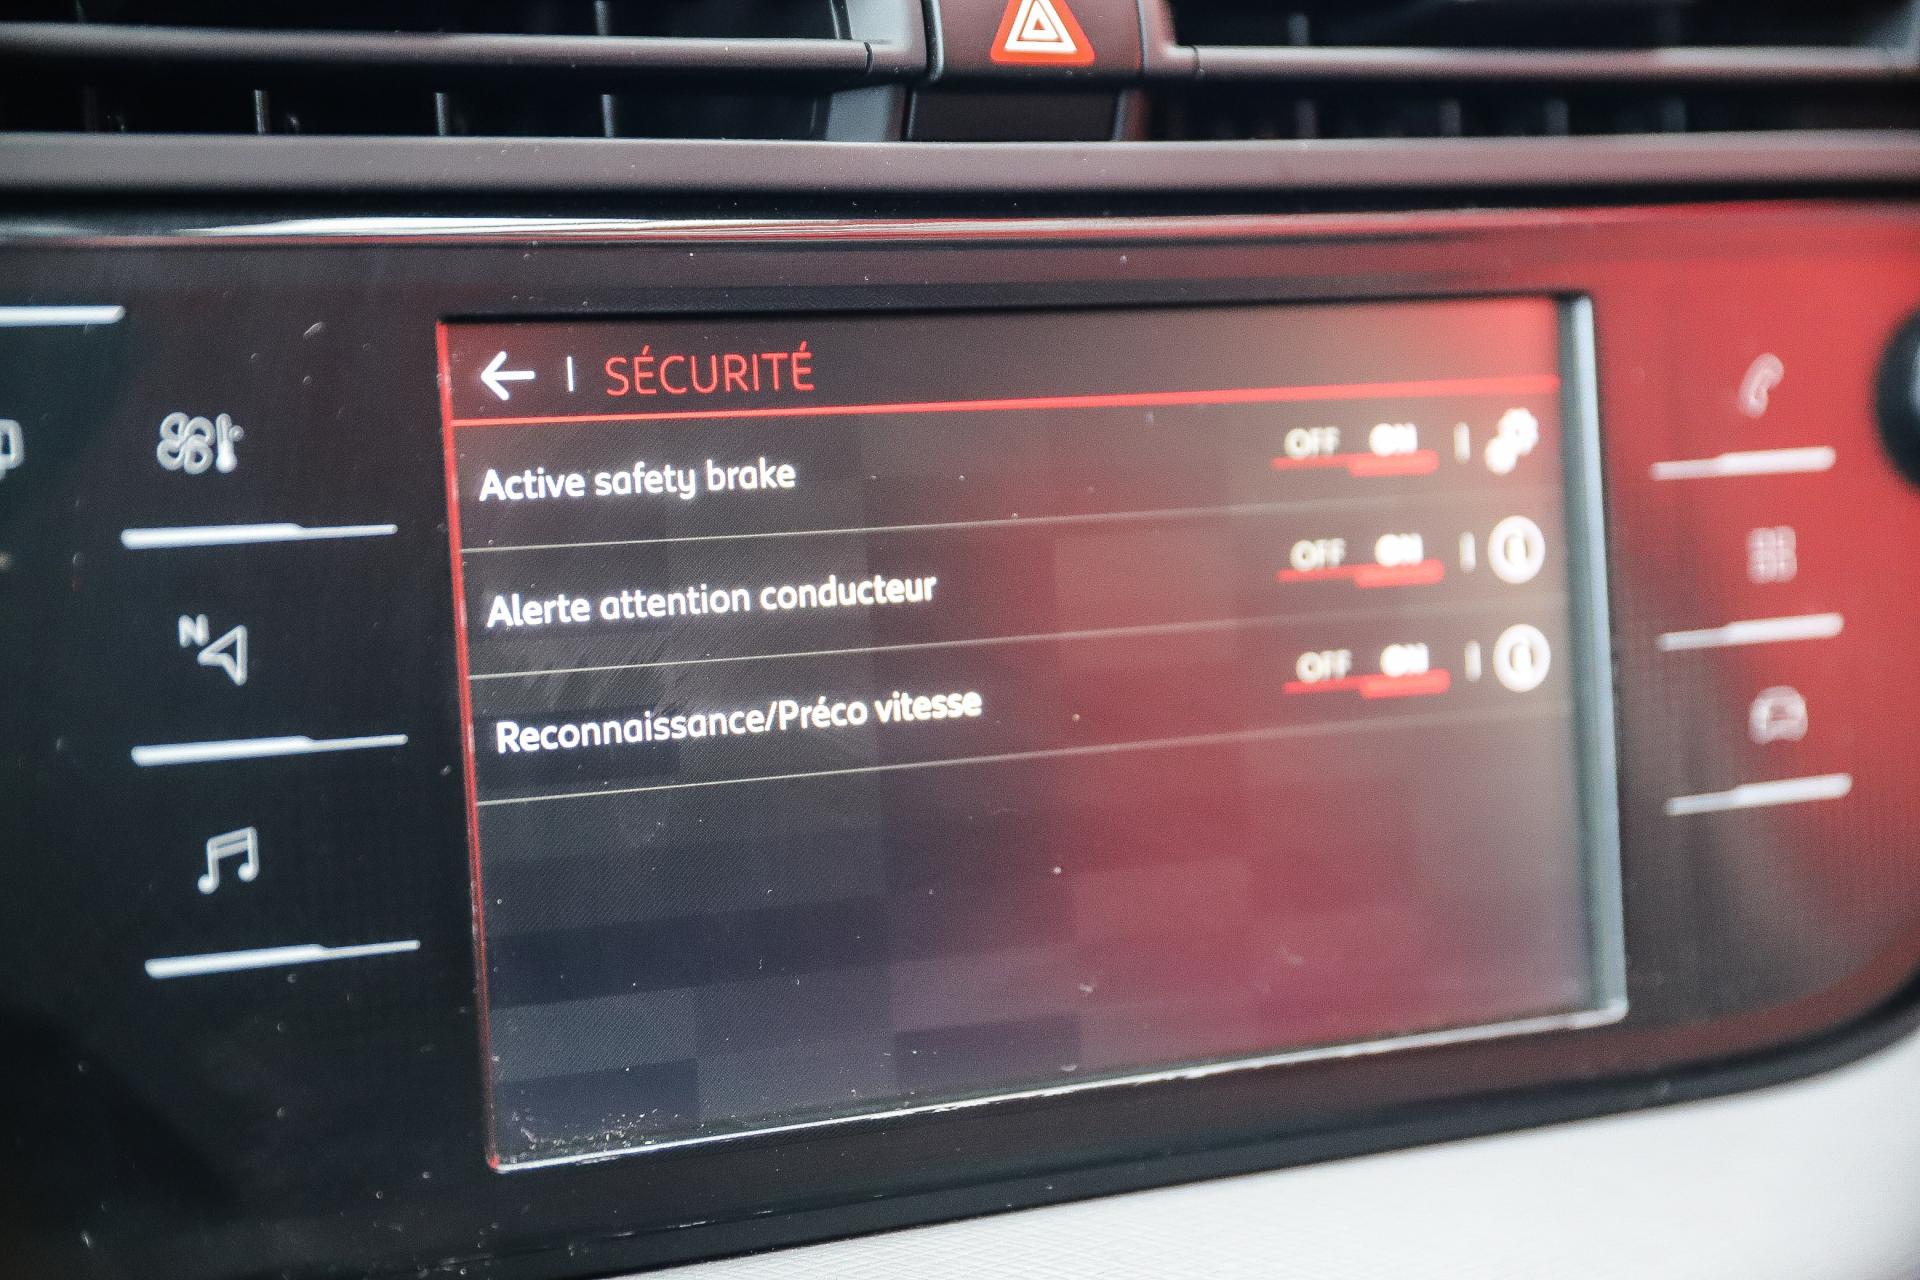 SÉCURITÉ
Active safety brake OFF ON
Alerte attention conducteur OFF ON
Reconnaissance/Préco vitesse OFF ON
N